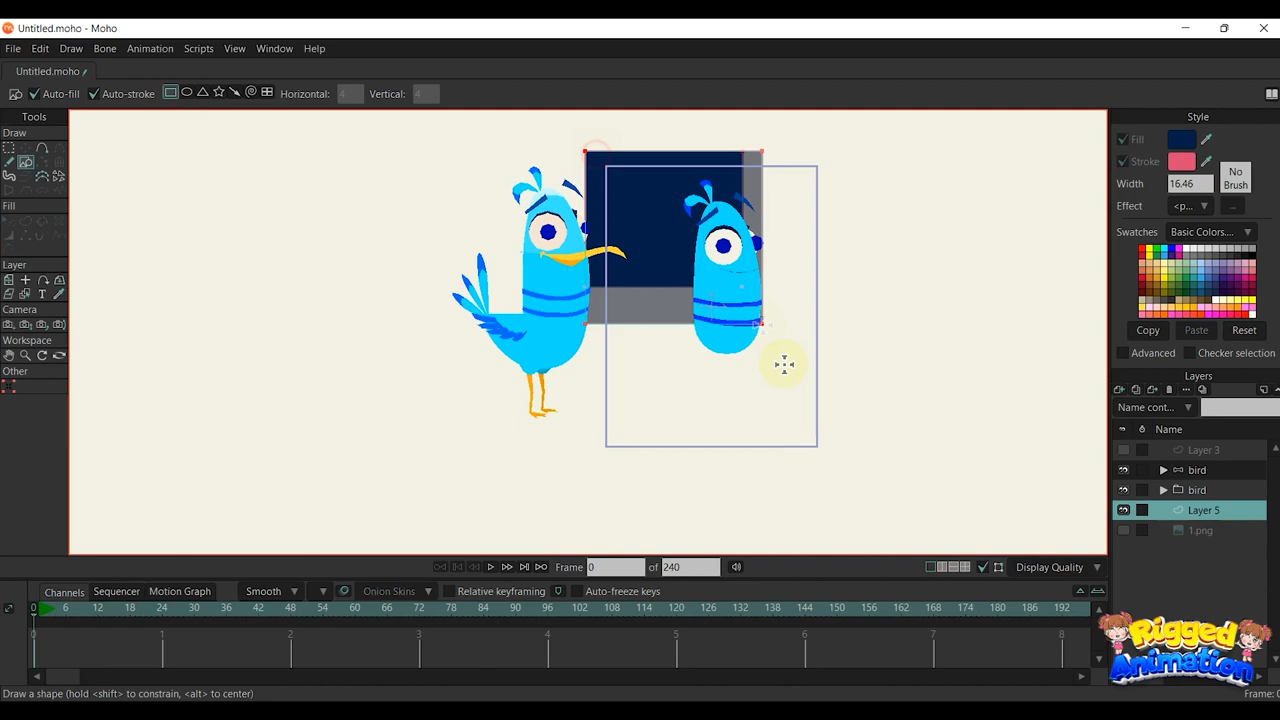 Untitled.moho - Moho
File Edit Draw Bone Animation Scripts View Window Help
Untitled.moho
Auto-fill Auto-stroke Horizontal: 4 Vertical: 4
Tools
Draw
Fill
Layer
Camera
Workspace
Other
Style
Fill
Stroke
No Brush
Width 16.46
Effect <p...
...
Swatches Basic Colors...
Copy Paste Reset
Advanced Checker selection
Layers
Name cont...
Name
Layer 3
bird
bird
Layer 5
1.png
Frame 0 of 240 Display Quality
Channels Sequencer Motion Graph Smooth Onion Skins Relative keyframing Auto-freeze keys
0 6 12 18 24 30 36 42 48 54 60 66 72 78 84 90 96 102 108 114 120 126 132 138 144 150 156 162 168 174 180 186 192
0 1 2 3 4 5 6 7 8
Rigged
Animation
Draw a shape (hold <shift> to constrain, <alt> to center)
Frame: 0